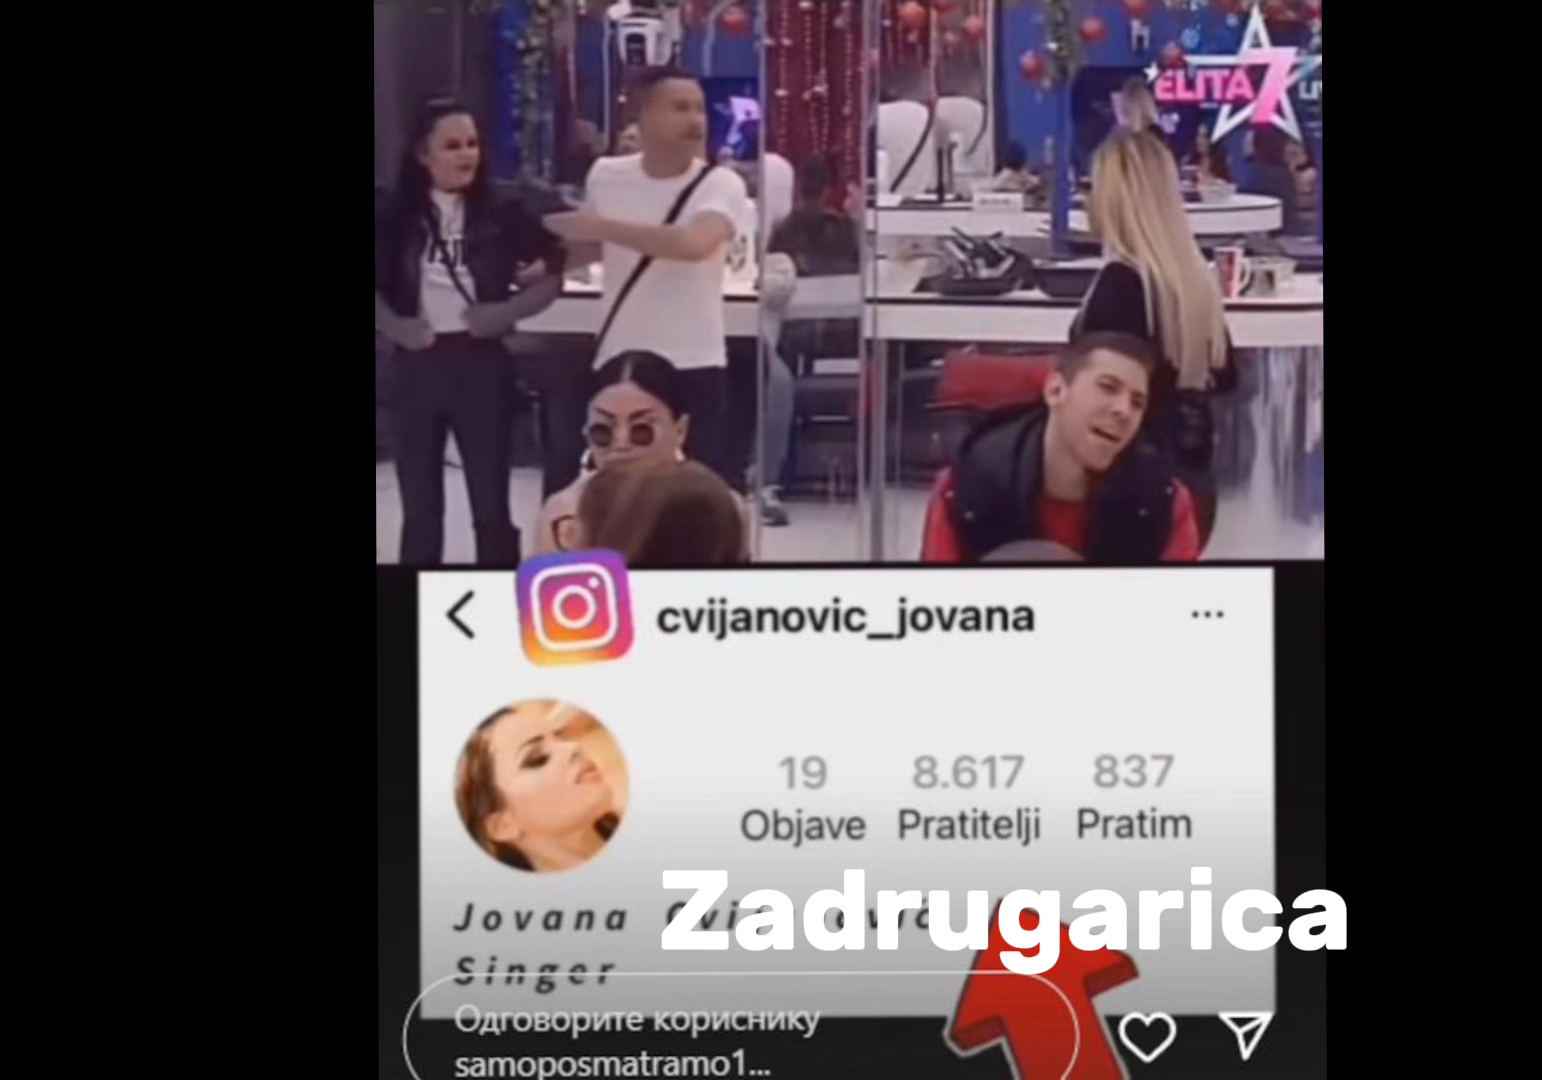 ELITA 7
cvijanovic_jovana
19 8.617 837
Objave Pratitelji Pratim
Jovana
Zadrugarica
Singer
Одговорите кориснику
samoposmatramo1...